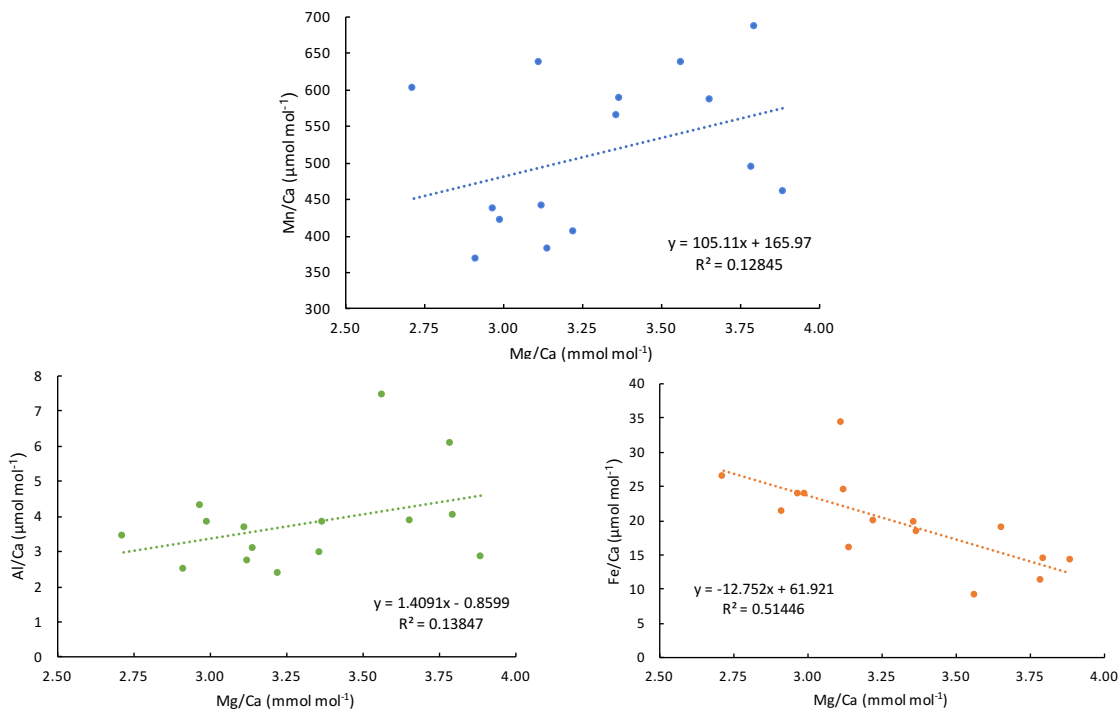 700
650
600
550
500
450
400
350
300
Mn/Ca (µmol mol⁻¹)
y = 105.11x + 165.97
R² = 0.12845
2.50 2.75 3.00 3.25 3.50 3.75 4.00
Mg/Ca (mmol mol⁻¹)
8
7
6
5
4
3
2
1
0
Al/Ca (µmol mol⁻¹)
y = 1.4091x - 0.8599
R² = 0.13847
2.50 2.75 3.00 3.25 3.50 3.75 4.00
Mg/Ca (mmol mol⁻¹)
40
35
30
25
20
15
10
5
0
Fe/Ca (µmol mol⁻¹)
y = -12.752x + 61.921
R² = 0.51446
2.50 2.75 3.00 3.25 3.50 3.75 4.00
Mg/Ca (mmol mol⁻¹)